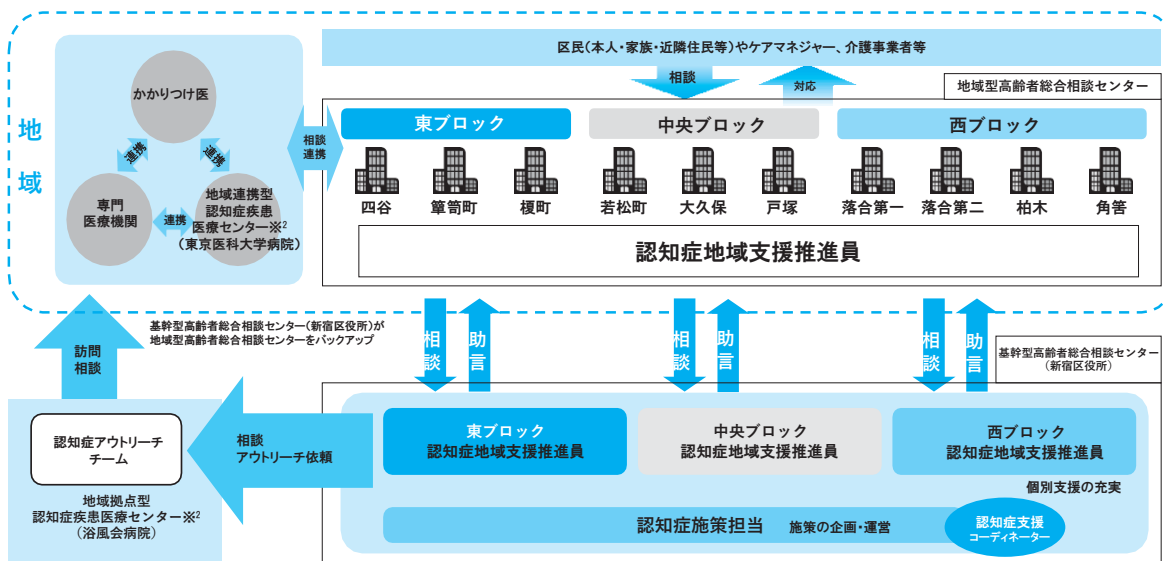 地域
区民(本人・家族・近隣住民等)やケアマネジャー、介護事業者等
相談
対応
地域型高齢者総合相談センター
かかりつけ医
連携
連携
専門
医療機関
連携
地域連携型
認知症疾患
医療センター※2
(東京医科大学病院)
相談
連携
東ブロック
中央ブロック
西ブロック
四谷
簞笥町
榎町
若松町
大久保
戸塚
落合第一
落合第二
柏木
角筈
認知症地域支援推進員
基幹型高齢者総合相談センター(新宿区役所)が
地域型高齢者総合相談センターをバックアップ
相談
助言
相談
助言
相談
助言
基幹型高齢者総合相談センター
(新宿区役所)
訪問
相談
認知症アウトリーチ
チーム
地域拠点型
認知症疾患医療センター※2
(浴風会病院)
相談
アウトリーチ依頼
東ブロック
認知症地域支援推進員
中央ブロック
認知症地域支援推進員
西ブロック
認知症地域支援推進員
個別支援の充実
認知症施策担当 施策の企画・運営
認知症支援
コーディネーター